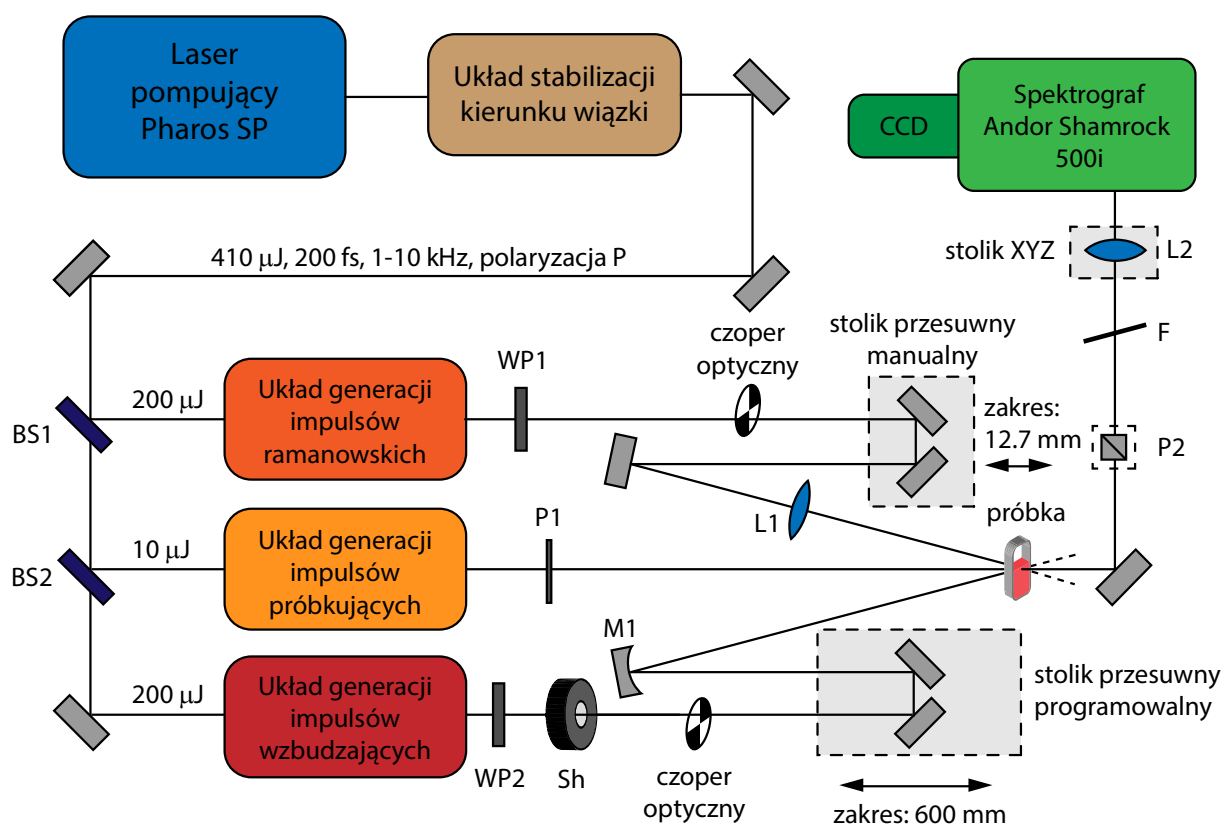 Laser
pompujący
Pharos SP
Układ stabilizacji
kierunku wiązki
CCD
Spektrograf
Andor Shamrock
500i
stolik XYZ
L2
410 μJ, 200 fs, 1-10 kHz, polaryzacja P
F
czoper
optyczny
stolik przesuwny
manualny
WP1
200 μJ
Układ generacji
impulsów
ramanowskich
BS1
zakres:
12.7 mm
P2
L1
próbka
P1
10 μJ
Układ generacji
impulsów
próbkujących
BS2
M1
200 μJ
Układ generacji
impulsów
wzbudzających
stolik przesuwny
programowalny
WP2
Sh
czoper
optyczny
zakres: 600 mm